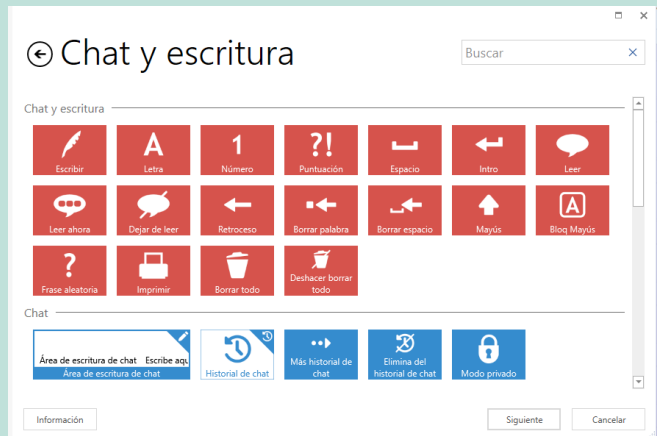 Chat y escritura
Buscar
Chat y escritura
Escribir
A
Letra
1
Número
?!
Puntuación
Espacio
Intro
Leer
Leer ahora
Dejar de leer
Retroceso
Borrar palabra
Borrar espacio
Mayús
A
Bloq Mayús
?
Frase aleatoria
Imprimir
Borrar todo
Deshacer borrar
todo
Chat
Área de escritura de chat Escribe aqu
Área de escritura de chat
Historial de chat
Más historial de
chat
Elimina del
historial de chat
Modo privado
Información
Siguiente
Cancelar